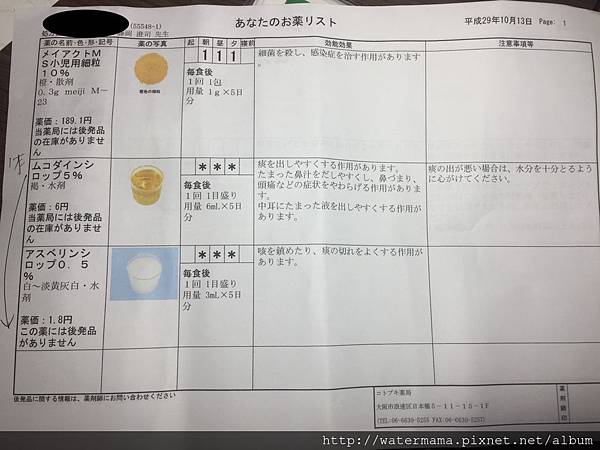 (55548-1)
あなたのお薬リスト
平成29年10月13日 Page: 1
澄司 先生
薬の名前・色・形・記号
薬の写真
起 朝 昼 夕 寝前
効能効果
注意事項等
メイアクトM
S小児用細粒
10%
橙・散剤
0.3g meiji M-
23
薬価:189.1円
当薬局には後発品
の在庫がありませ
ん
橙色の細粒
1 1 1
毎食後
1回 1包
用量 1g×5日
分
細菌を殺し、感染症を治す作用があります
。
味
ムコダインシ
ロップ5%
褐・水剤
薬価:6円
当薬局には後発品
の在庫がありませ
ん
* * *
毎食後
1回 1目盛り
用量 6mL×5日
分
痰を出しやすくする作用があります。
たまった鼻汁をだしやすくし、鼻づまり、
頭痛などの症状をやわらげる作用がありま
す。
中耳にたまった液を出しやすくする作用が
あります。
痰の出が悪い場合は、水分を十分とるよう
に心がけてください。
アスベリンシ
ロップ0.5
%
白~淡黄灰白・水
剤
薬価:1.8円
この薬には後発品
がありません
* * *
毎食後
1回 1目盛り
用量 3mL×5日
分
咳を鎮めたり、痰の切れをよくする作用が
あります。
後発品に関する情報は、薬剤師にお問い合わせください
コトブキ薬局
大阪市浪速区日本橋5-11-15-1F
(TEL:06-6630-5255 FAX:06-6630-5257)
薬剤師印
http://watermama.pixnet.net/album